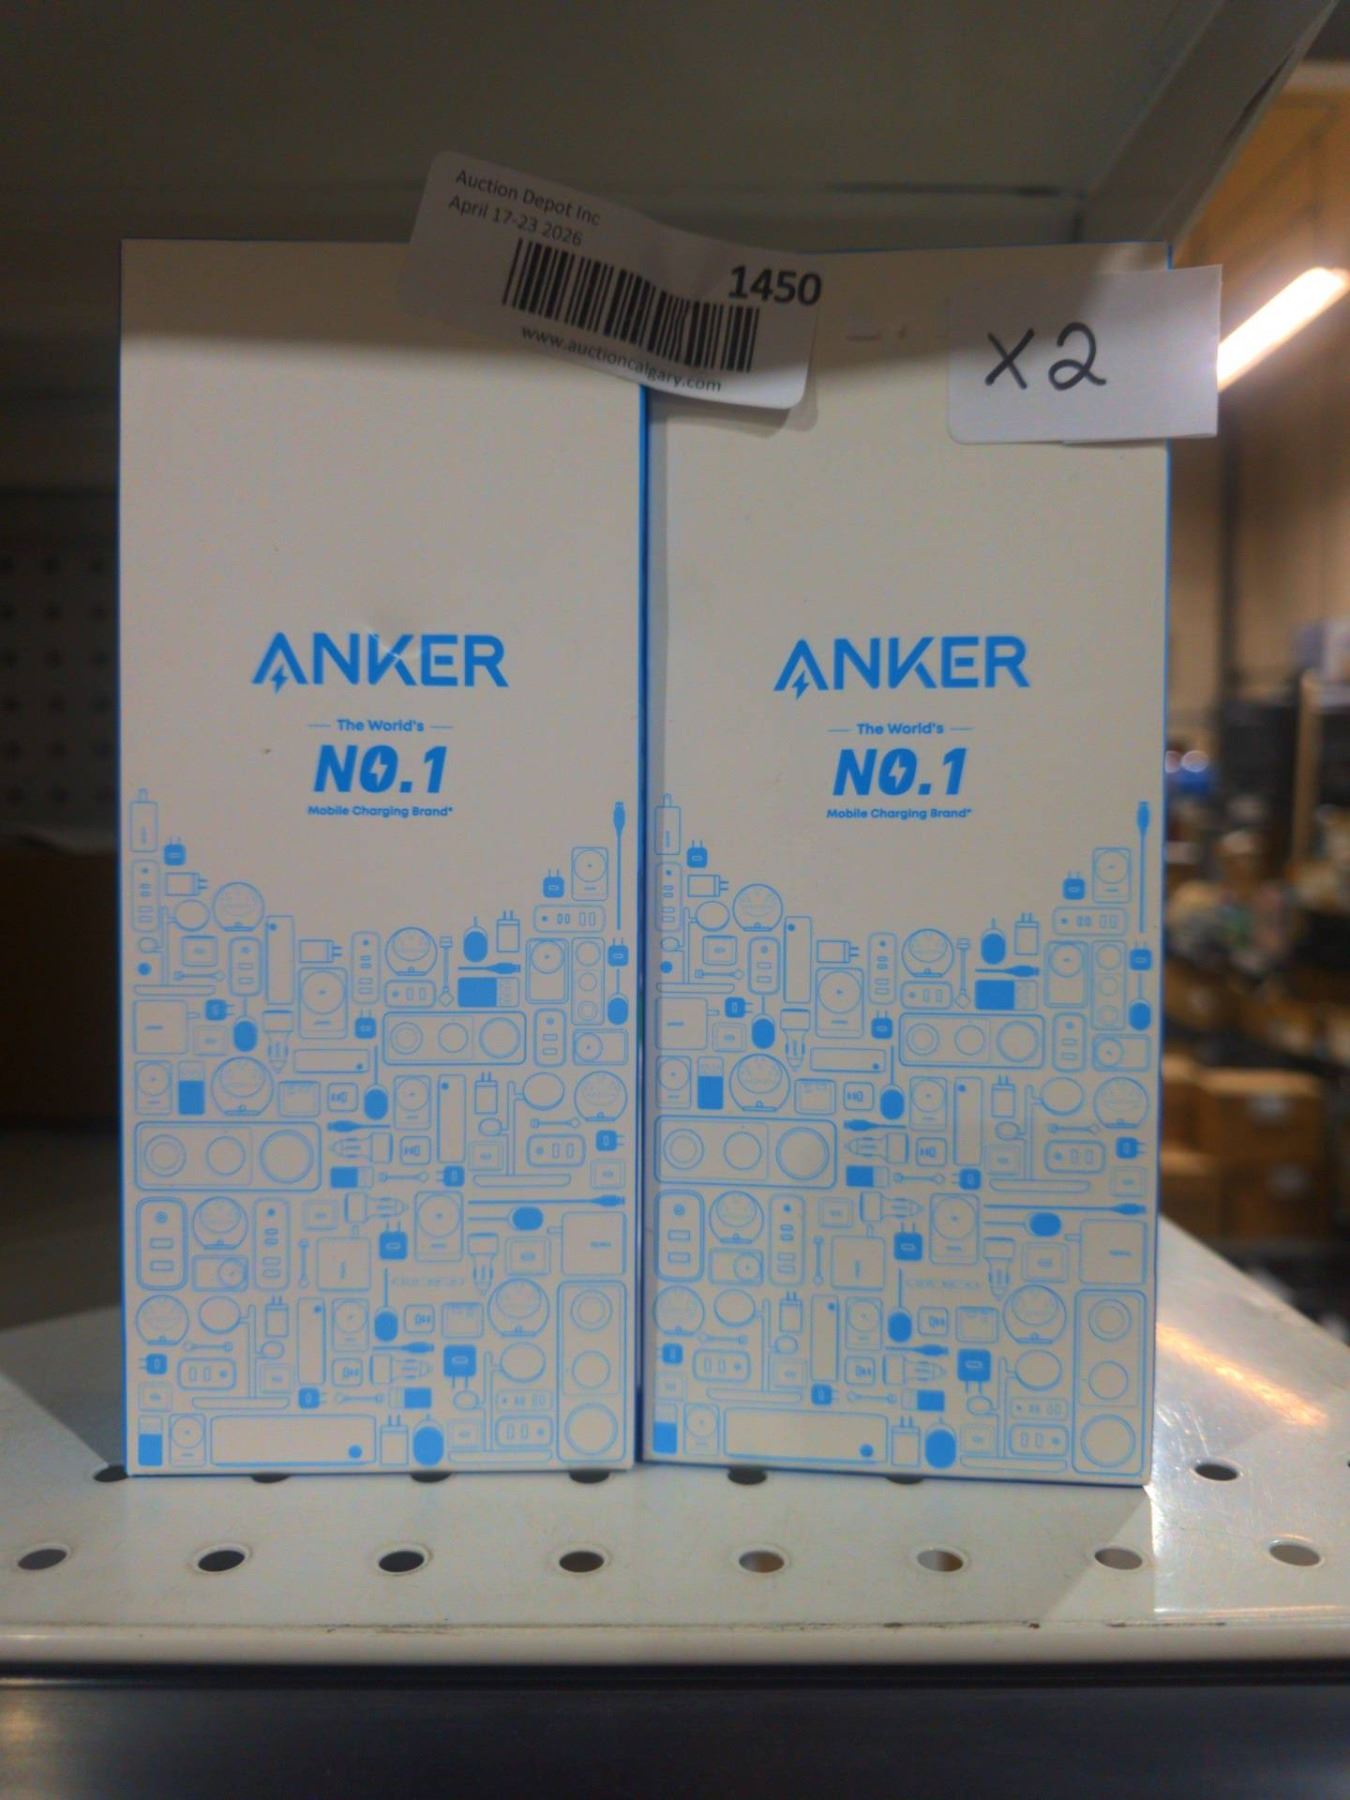 Auction Depot Inc
April 17-23 2026
1450
www.auctioncalgary.com
X2
ANKER
The World's
NO.1
Mobile Charging Brand*
ANKER
The World's
NO.1
Mobile Charging Brand*